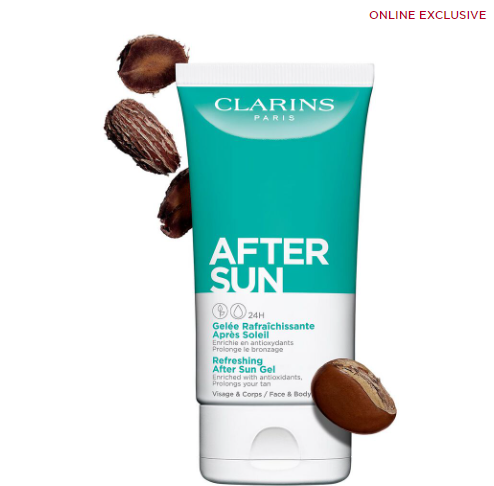 ONLINE EXCLUSIVE
CLARINS
PARIS
AFTER
SUN
24H
Gelée Rafraîchissante
Après Soleil
Enrichie en antioxydants
Prolonge le bronzage
Refreshing
After Sun Gel
Enriched with antioxidants,
Prolongs your tan
Visage & Corps / Face & Body